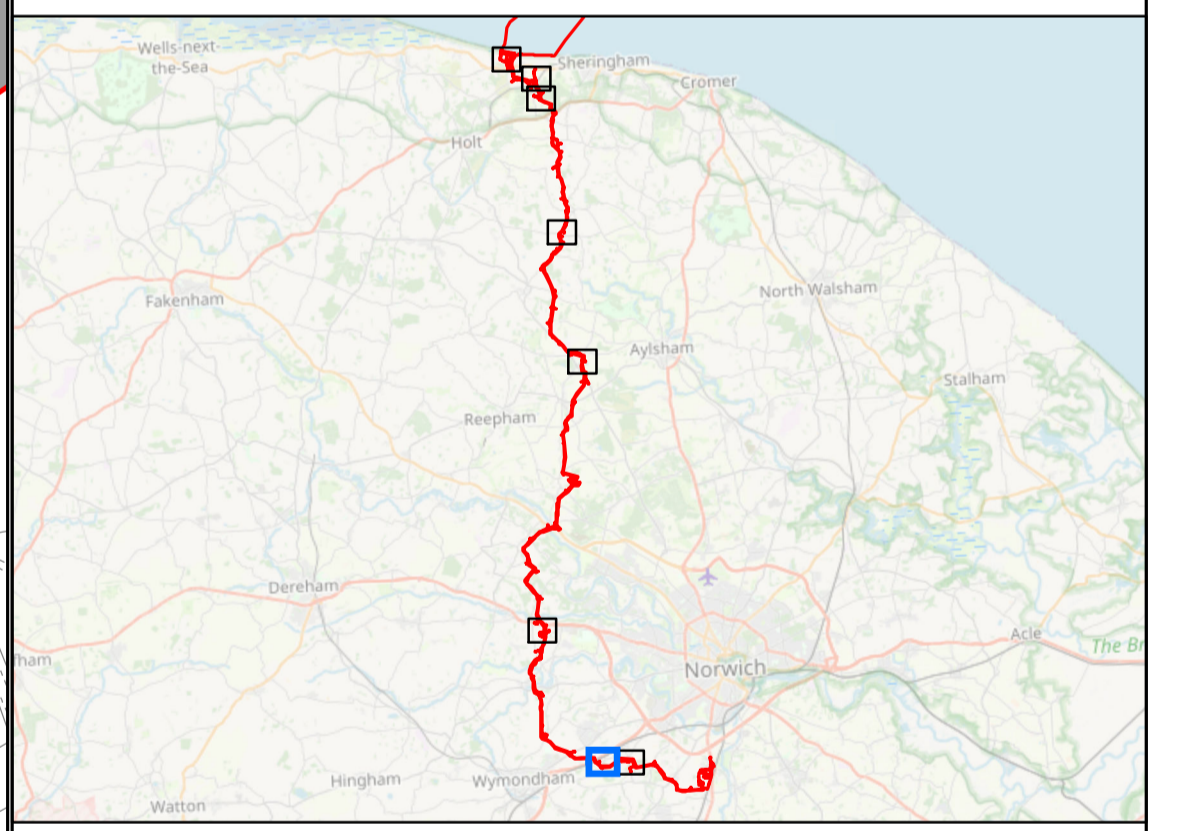 Wells-next-
the-Sea
Sheringham
Cromer
Holt
Fakenham
North Walsham
Aylsham
Stalham
Reepham
Dereham
Acle
The Br
fham
Norwich
Hingham
Wymondham
Watton